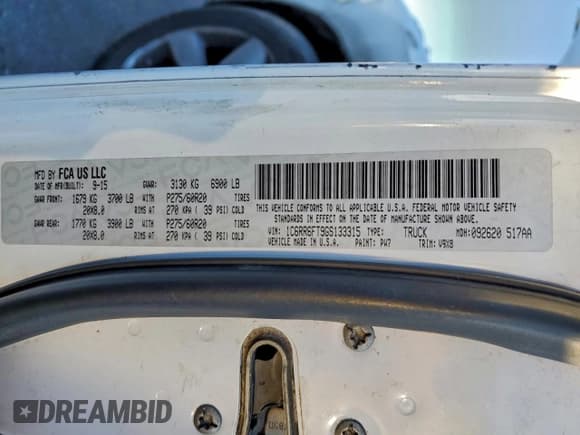 MFD BY FCA US LLC
DATE OF MFR(BUILT): 9-15 GVWR: 3130 KG 6900 LB
GAWR FRONT: 1679 KG 3700 LB WITH P275/60R20 TIRES
20X8.0 RIMS AT 270 KPA ( 39 PSI) COLD
GAWR REAR: 1770 KG 3900 LB WITH P275/60R20 TIRES
20X8.0 RIMS AT 270 KPA ( 39 PSI) COLD
THIS VEHICLE CONFORMS TO ALL APPLICABLE U.S.A. FEDERAL MOTOR VEHICLE SAFETY
STANDARDS IN EFFECT ON THE DATE OF MANUFACTURE SHOWN ABOVE.
VIN: 1C6RR6FT9GS133315 TYPE: TRUCK MDH: 092620 517AA
PAINT: PW7 TRIM: V9X8
DREAMBID